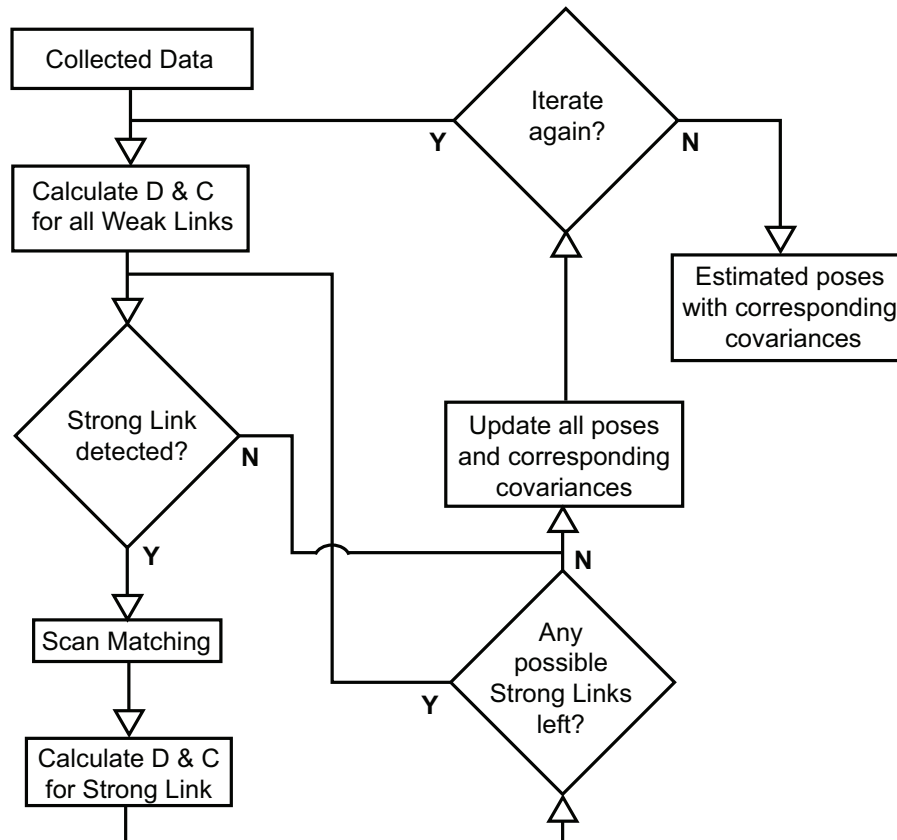 Collected Data
Iterate
again?
Y
N
Calculate D & C
for all Weak Links
Estimated poses
with corresponding
covariances
Strong Link
detected?
N
Y
Update all poses
and corresponding
covariances
N
Scan Matching
Any
possible
Strong Links
left?
Y
Calculate D & C
for Strong Link